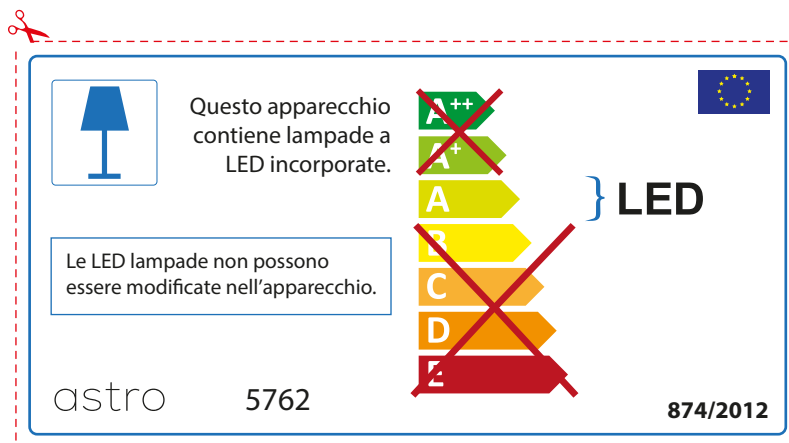 Questo apparecchio
contiene lampade a
LED incorporate.
A++
A+
A
B
C
D
E
LED
Le LED lampade non possono
essere modificate nell'apparecchio.
astro
5762
874/2012